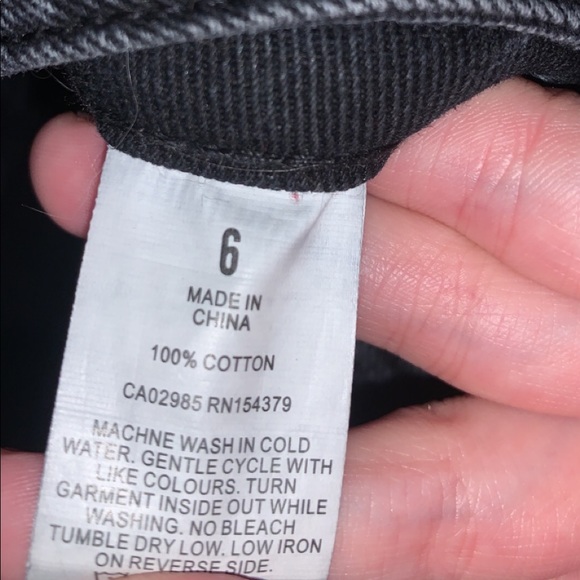 6
MADE IN
CHINA
100% COTTON
CA02985 RN154379
MACHNE WASH IN COLD
WATER. GENTLE CYCLE WITH
LIKE COLOURS. TURN
GARMENT INSIDE OUT WHILE
WASHING. NO BLEACH
TUMBLE DRY LOW. LOW IRON
ON REVERSE SIDE.